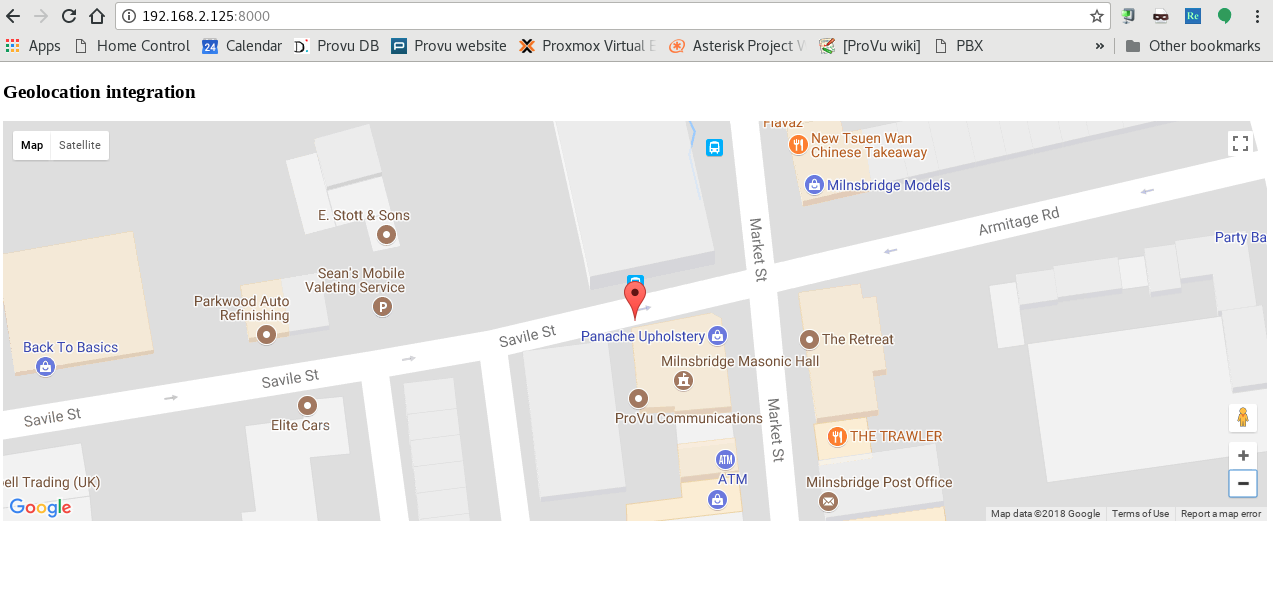 192.168.2.125:8000
Apps Home Control 24 Calendar D. Provu DB P Provu website Proxmox Virtual E Asterisk Project V [ProVu wiki] PBX » Other bookmarks
Re
Geolocation integration
Map Satellite
Flavaz
New Tsuen Wan
Chinese Takeaway
Milnsbridge Models
E. Stott & Sons
Armitage Rd
Market St
Party Ba
Sean's Mobile
Valeting Service
P
Parkwood Auto
Refinishing
Savile St
Panache Upholstery
The Retreat
Back To Basics
Milnsbridge Masonic Hall
Savile St
Savile St
Elite Cars
ProVu Communications
Market St
THE TRAWLER
ATM
ATM
ell Trading (UK)
Milnsbridge Post Office
Google
Map data ©2018 Google Terms of Use Report a map error